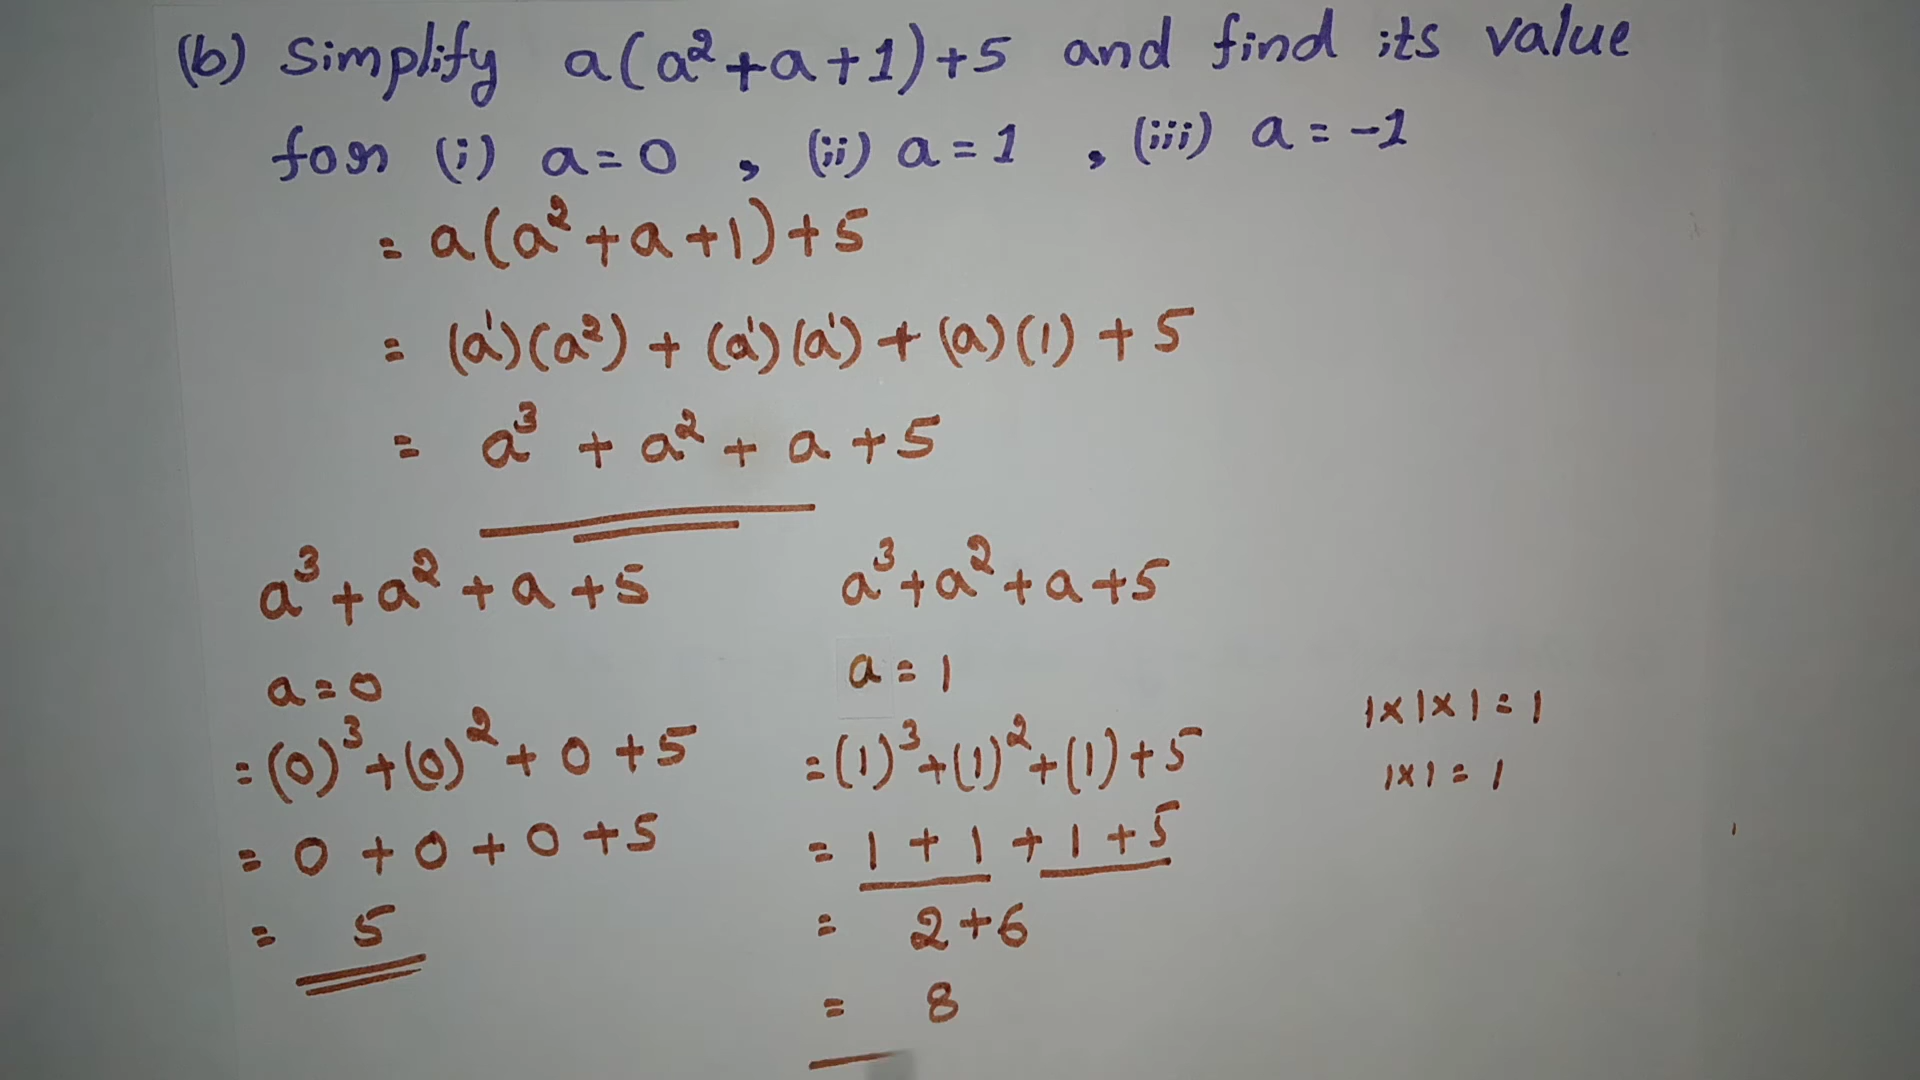 (b) Simplify a(a²+a+1)+5 and find its value
for (i) a=0 , (ii) a=1 , (iii) a=-1
= a(a²+a+1)+5
= (a¹)(a²) + (a¹)(a¹) + (a)(1) + 5
= a³ + a² + a + 5
a³+a²+a+5
a=0
=(0)³+(0)²+0+5
= 0+0+0+5
= 5
a³+a²+a+5
a=1
=(1)³+(1)²+(1)+5
= 1+1+1+5
= 2+6
= 8
1×1×1=1
1×1=1